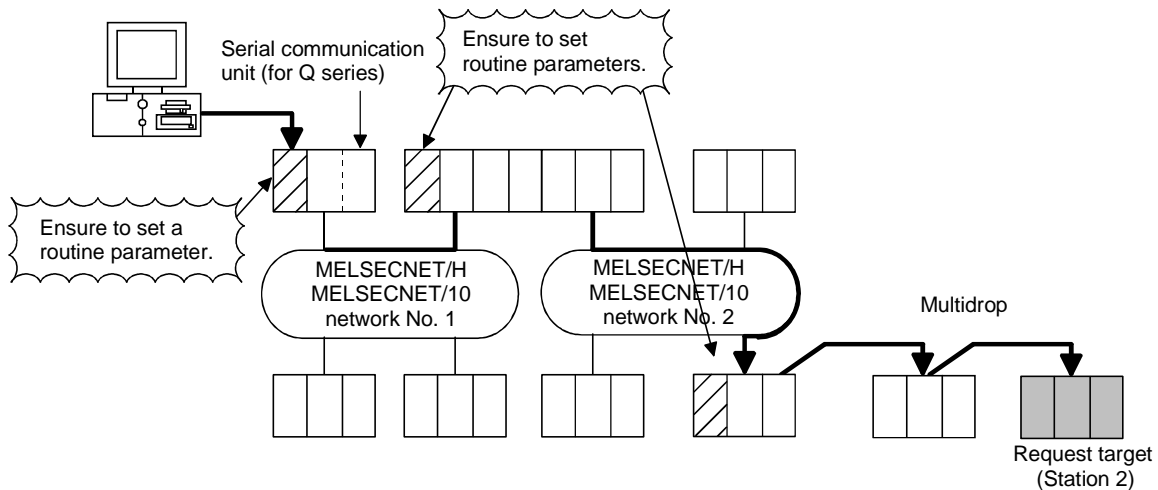 Serial communication
unit (for Q series)
Ensure to set
routine parameters.
Ensure to set a
routine parameter.
MELSECNET/H
MELSECNET/10
network No. 1
MELSECNET/H
MELSECNET/10
network No. 2
Multidrop
Request target
(Station 2)